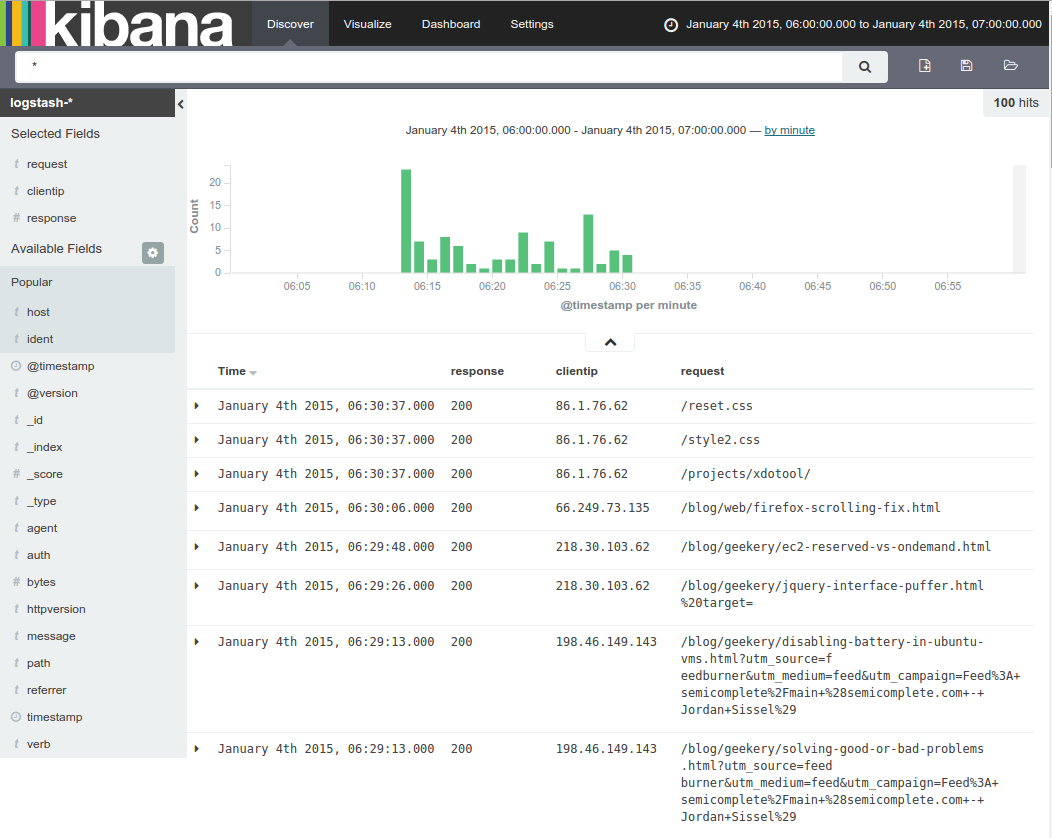 kibana
Discover
Visualize
Dashboard
Settings
January 4th 2015, 06:00:00.000 to January 4th 2015, 07:00:00.000
*
logstash-*
100 hits
Selected Fields
t request
t clientip
# response
Available Fields
Popular
t host
t ident
@timestamp
t @version
t _id
t _index
# _score
t _type
t agent
t auth
# bytes
t httpversion
t message
t path
t referrer
timestamp
t verb
January 4th 2015, 06:00:00.000 - January 4th 2015, 07:00:00.000 — by minute
Count
20
15
10
5
0
06:05 06:10 06:15 06:20 06:25 06:30 06:35 06:40 06:45 06:50 06:55
@timestamp per minute
Time response clientip request
January 4th 2015, 06:30:37.000 200 86.1.76.62 /reset.css
January 4th 2015, 06:30:37.000 200 86.1.76.62 /style2.css
January 4th 2015, 06:30:37.000 200 86.1.76.62 /projects/xdotool/
January 4th 2015, 06:30:06.000 200 66.249.73.135 /blog/web/firefox-scrolling-fix.html
January 4th 2015, 06:29:48.000 200 218.30.103.62 /blog/geekery/ec2-reserved-vs-ondemand.html
January 4th 2015, 06:29:26.000 200 218.30.103.62 /blog/geekery/jquery-interface-puffer.html
%20target=
January 4th 2015, 06:29:13.000 200 198.46.149.143 /blog/geekery/disabling-battery-in-ubuntu-
vms.html?utm_source=f
eedburner&utm_medium=feed&utm_campaign=Feed%3A+
semicomplete%2Fmain+%28semicomplete.com+-+
Jordan+Sissel%29
January 4th 2015, 06:29:13.000 200 198.46.149.143 /blog/geekery/solving-good-or-bad-problems
.html?utm_source=feed
burner&utm_medium=feed&utm_campaign=Feed%3A+
semicomplete%2Fmain+%28semicomplete.com+-+
Jordan+Sissel%29